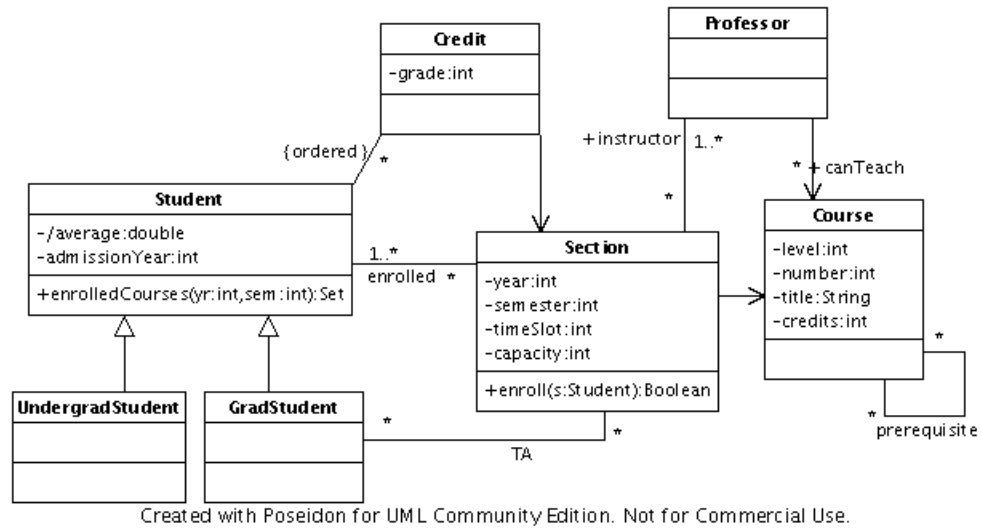 Credit
-grade:int
Professor
{ordered }
*
+instructor
1..*
* + canTeach
*
Student
-/average:double
-admissionYear:int
+enrolledCourses(yr:int,sem:int):Set
1..*
enrolled *
Section
-year:int
-semester:int
-timeSlot:int
-capacity:int
+enroll(s:Student):Boolean
Course
-level:int
-number:int
-title:String
-credits:int
*
*
prerequisite
UndergradStudent
GradStudent
*
*
TA
Created with Poseidon for UML Community Edition. Not for Commercial Use.